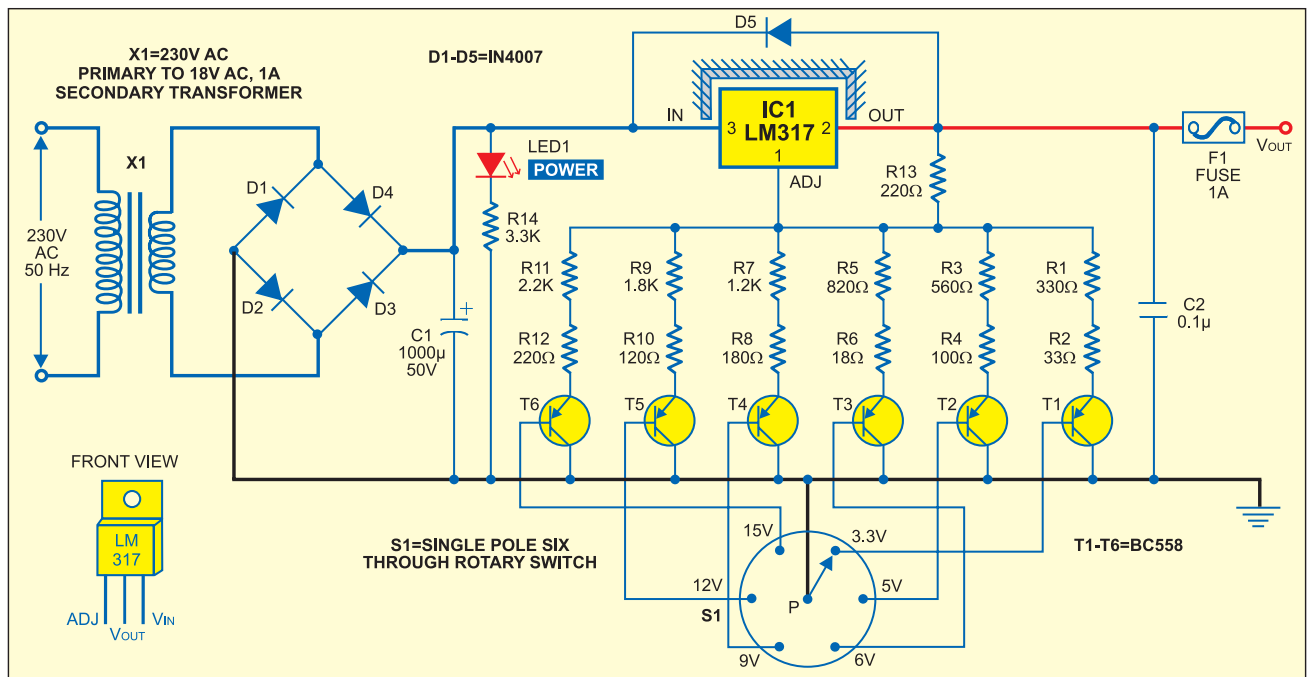 X1=230V AC
PRIMARY TO 18V AC, 1A
SECONDARY TRANSFORMER
D1-D5=IN4007
D5
IN
IC1
LM317
3
2
1
OUT
ADJ
F1
FUSE
1A
VOUT
X1
230V
AC
50 Hz
D1
D4
D2
D3
LED1
POWER
R14
3.3K
C1
1000µ
50V
+
R13
220Ω
R11
2.2K
R9
1.8K
R7
1.2K
R5
820Ω
R3
560Ω
R1
330Ω
R12
220Ω
R10
120Ω
R8
180Ω
R6
18Ω
R4
100Ω
R2
33Ω
C2
0.1µ
T6
T5
T4
T3
T2
T1
FRONT VIEW
LM
317
ADJ
VOUT
VIN
S1=SINGLE POLE SIX
THROUGH ROTARY SWITCH
15V
3.3V
12V
P
5V
S1
9V
6V
T1-T6=BC558